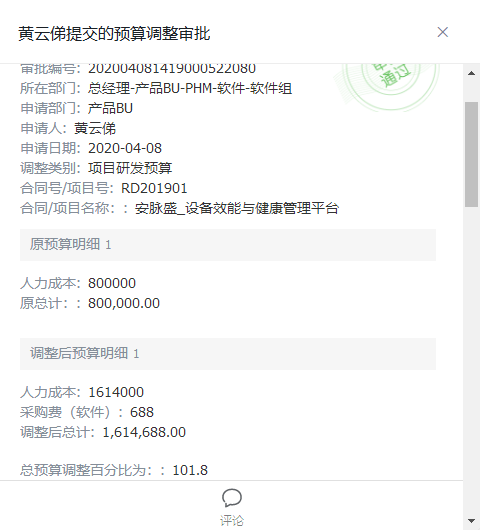 黄云俤提交的预算调整审批
审批编号：202004081419000522080
通过
所在部门：总经理-产品BU-PHM-软件-软件组
申请部门：产品BU
申请人：黄云俤
申请日期：2020-04-08
调整类别：项目研发预算
合同号/项目号：RD201901
合同/项目名称：：安脉盛_设备效能与健康管理平台
原预算明细 1
人力成本：800000
原总计：：800,000.00
调整后预算明细 1
人力成本：1614000
采购费（软件）：688
调整后总计：1,614,688.00
总预算调整百分比为：：101.8
评论